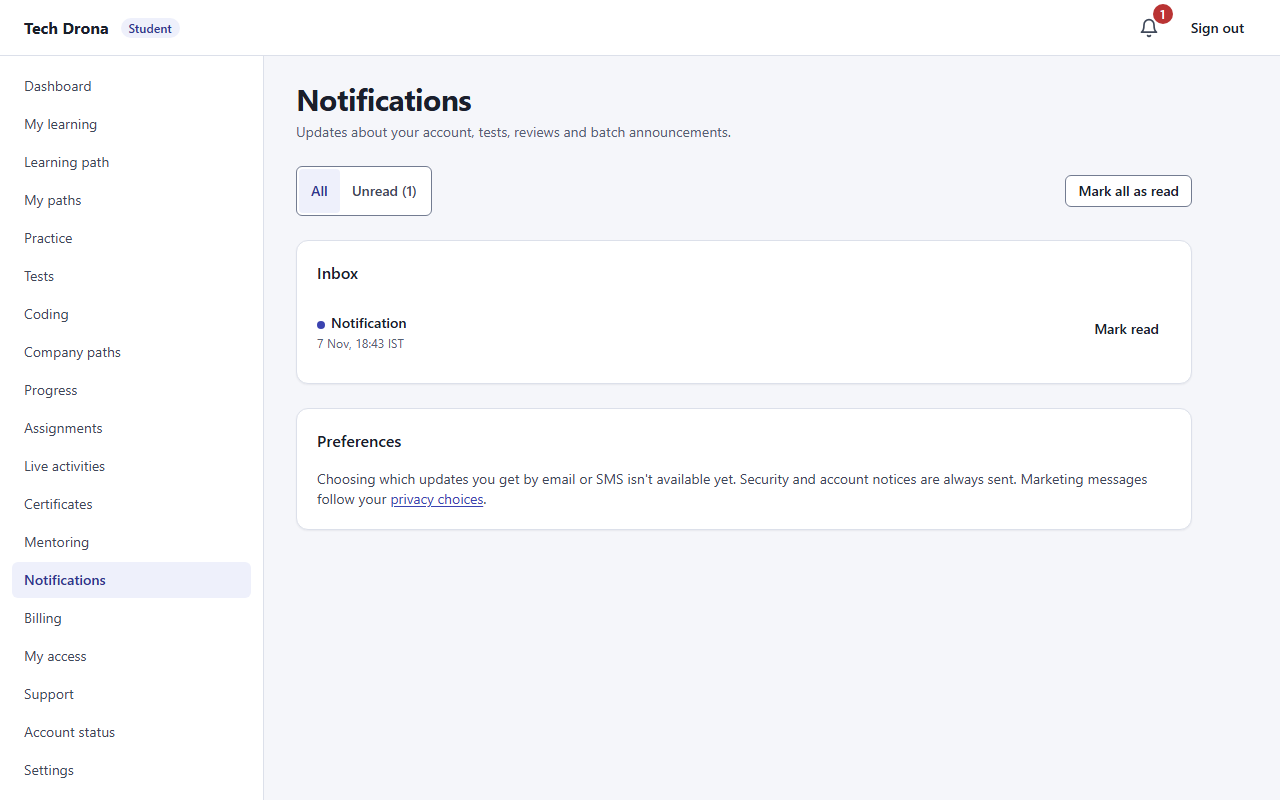 Tech Drona Student 1 Sign out
Dashboard
My learning
Learning path
My paths
Practice
Tests
Coding
Company paths
Progress
Assignments
Live activities
Certificates
Mentoring
Notifications
Billing
My access
Support
Account status
Settings
Notifications
Updates about your account, tests, reviews and batch announcements.
All Unread (1) Mark all as read
Inbox
Notification
7 Nov, 18:43 IST
Mark read
Preferences
Choosing which updates you get by email or SMS isn't available yet. Security and account notices are always sent. Marketing messages
follow your privacy choices.